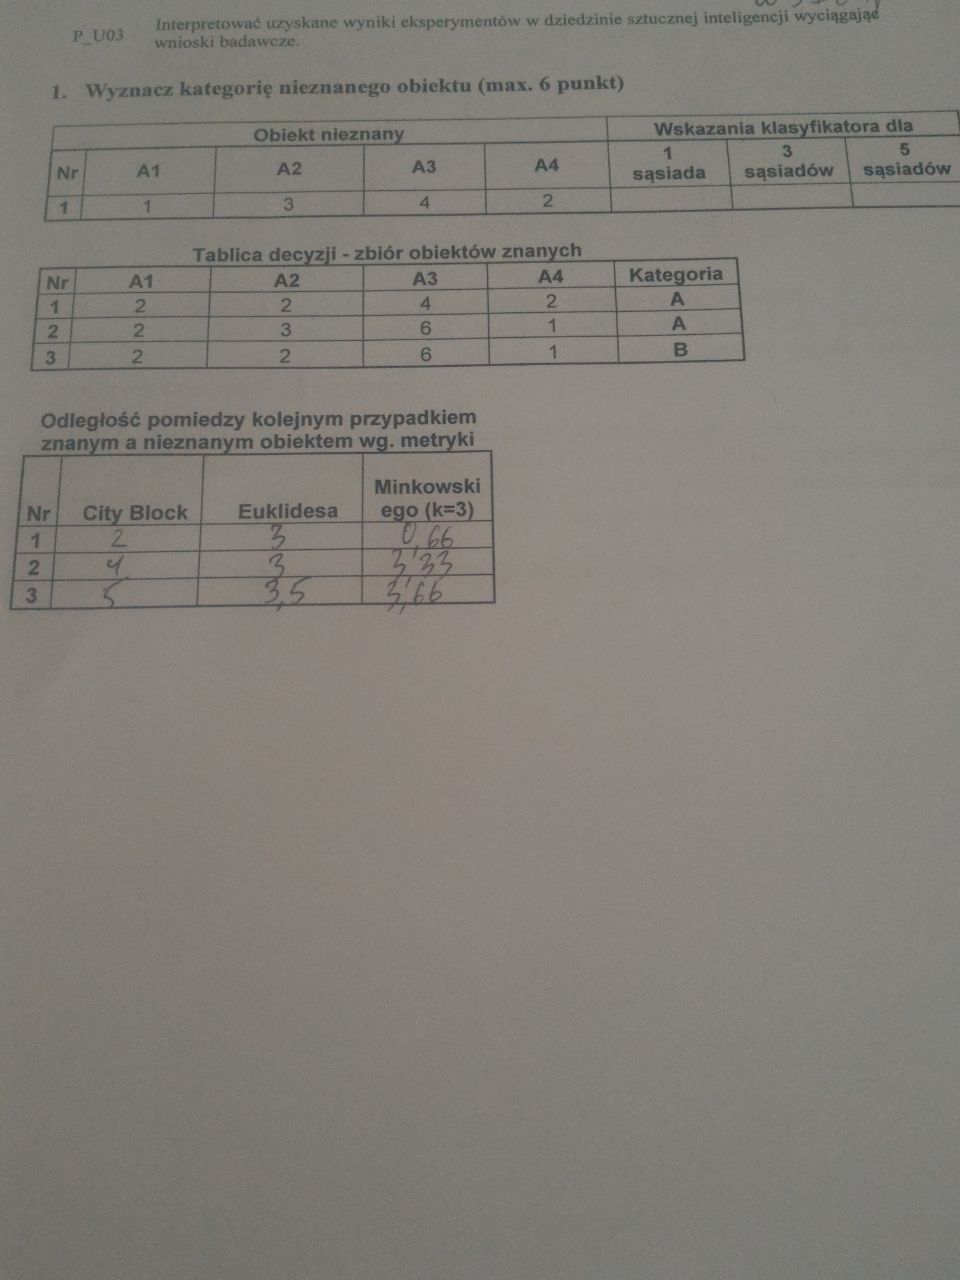 Interpretować uzyskane wyniki eksperymentów w dziedzinie sztucznej inteligencji wyciągając
P_U03 wnioski badawcze.
1. Wyznacz kategorię nieznanego obiektu (max. 6 punkt)
Obiekt nieznany Wskazania klasyfikatora dla
Nr A1 A2 A3 A4 1 sąsiada 3 sąsiadów 5 sąsiadów
1 1 3 4 2
Tablica decyzji - zbiór obiektów znanych
Nr A1 A2 A3 A4 Kategoria
1 2 2 4 2 A
2 2 3 6 1 A
3 2 2 6 1 B
Odległość pomiedzy kolejnym przypadkiem
znanym a nieznanym obiektem wg. metryki
Nr City Block Euklidesa Minkowski ego (k=3)
1 2 3 0,66
2 4 3 3,33
3 5 3,5 3,66